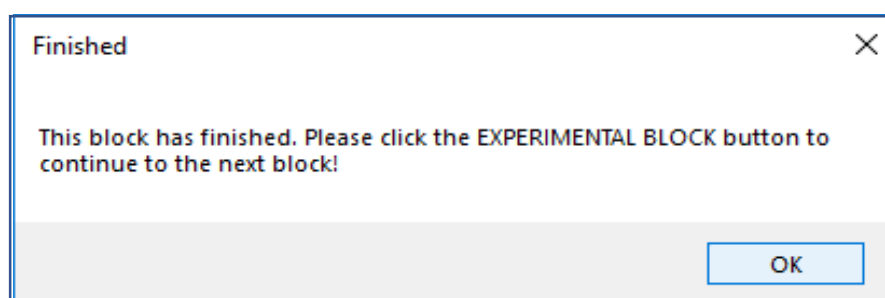 Finished
This block has finished. Please click the EXPERIMENTAL BLOCK button to
continue to the next block!
OK